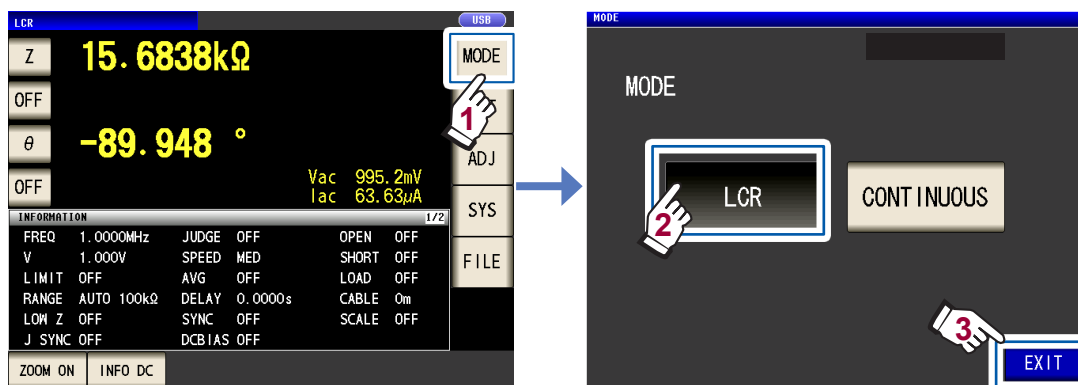 LCR USB
Z 15.6838kΩ MODE
OFF
1
θ -89.948 °
ADJ
OFF
Vac 995.2mV
Iac 63.63µA
SYS
INFORMATION 1/2
FREQ 1.0000MHz JUDGE OFF OPEN OFF
V 1.000V SPEED MED SHORT OFF
FILE
LIMIT OFF AVG OFF LOAD OFF
RANGE AUTO 100kΩ DELAY 0.0000s CABLE 0m
LOW Z OFF SYNC OFF SCALE OFF
J SYNC OFF DCBIAS OFF
ZOOM ON INFO DC
MODE
MODE
LCR CONTINUOUS
2
3
EXIT